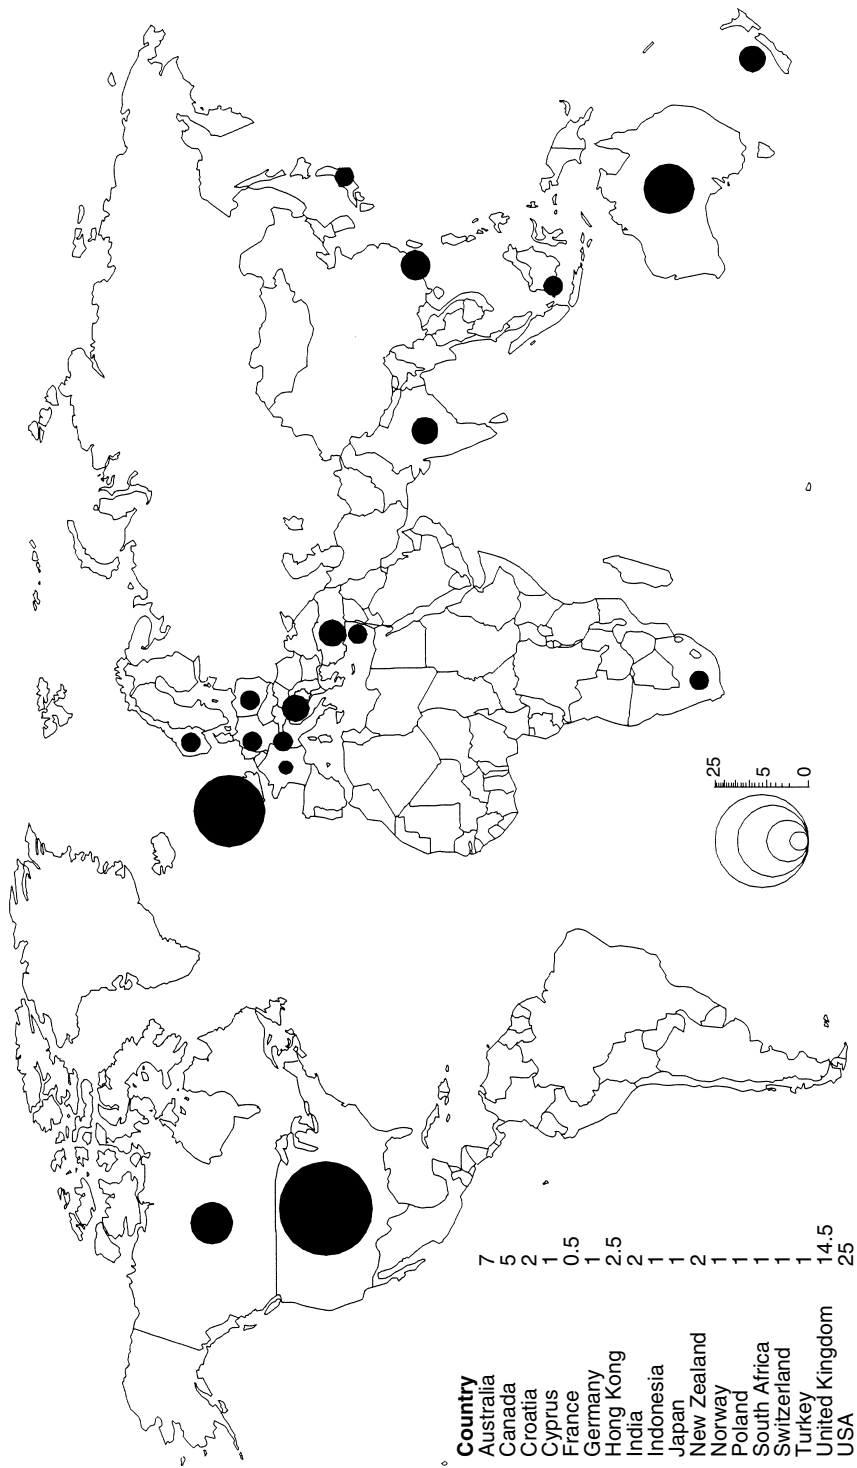 Country
Australia 7
Canada 5
Croatia 2
Cyprus 1
France 0.5
Germany 1
Hong Kong 2.5
India 2
Indonesia 1
Japan 1
New Zealand 2
Norway 1
Poland 1
South Africa 1
Switzerland 1
Turkey 1
United Kingdom 14.5
USA 25
25
5
0